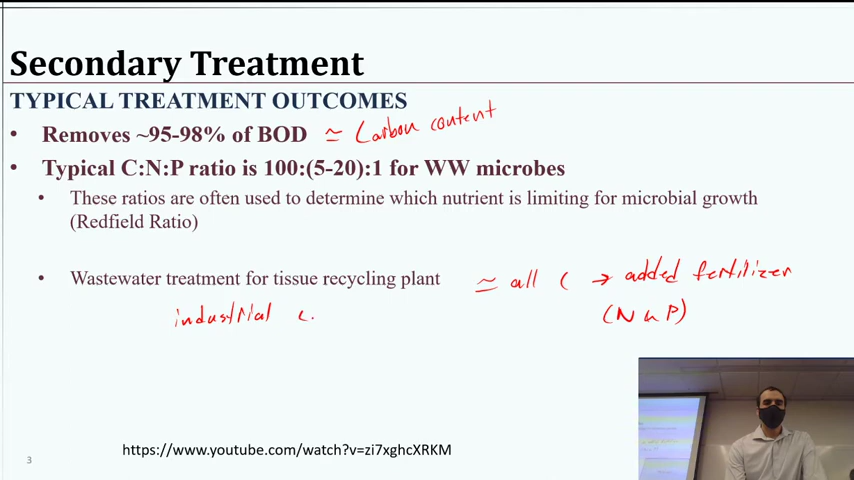 Secondary Treatment
TYPICAL TREATMENT OUTCOMES
• Removes ~95-98% of BOD ≃ Carbon content
• Typical C:N:P ratio is 100:(5-20):1 for WW microbes
• These ratios are often used to determine which nutrient is limiting for microbial growth
(Redfield Ratio)
• Wastewater treatment for tissue recycling plant ≃ all C → added fertilizer
industrial c. (N & P)
https://www.youtube.com/watch?v=zi7xghcXRKM
3